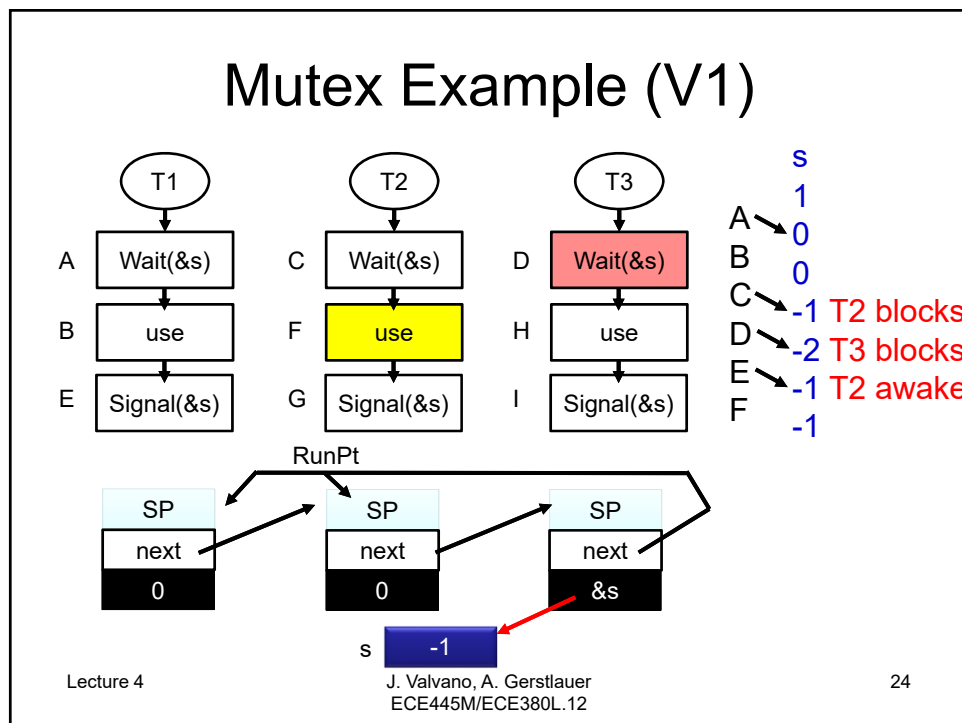 Mutex Example (V1)
T1
T2
T3
A
Wait(&s)
C
Wait(&s)
D
Wait(&s)
B
use
F
use
H
use
E
Signal(&s)
G
Signal(&s)
I
Signal(&s)
s
1
A
0
B
0
C
-1 T2 blocks
D
-2 T3 blocks
E
-1 T2 awake
F
-1
RunPt
SP
SP
SP
next
next
next
0
0
&s
s
-1
Lecture 4
J. Valvano, A. Gerstlauer
ECE445M/ECE380L.12
24